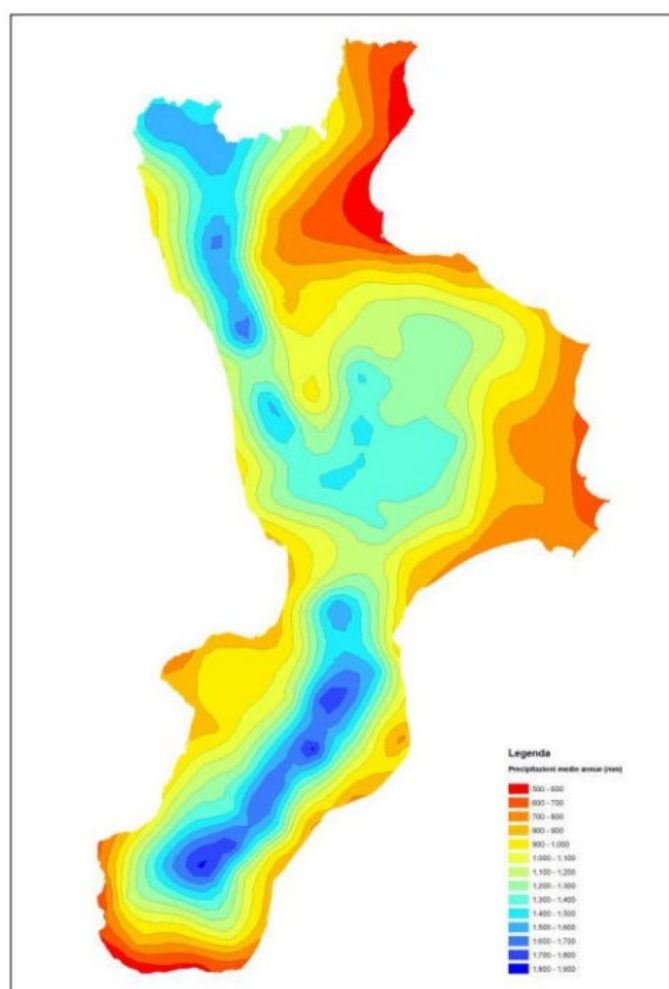 Legenda
Precipitazioni medie annue (mm)
500 - 600
600 - 700
700 - 800
800 - 900
900 - 1,000
1,000 - 1,100
1,100 - 1,200
1,200 - 1,300
1,300 - 1,400
1,400 - 1,500
1,500 - 1,600
1,600 - 1,700
1,700 - 1,800
1,800 - 1,900